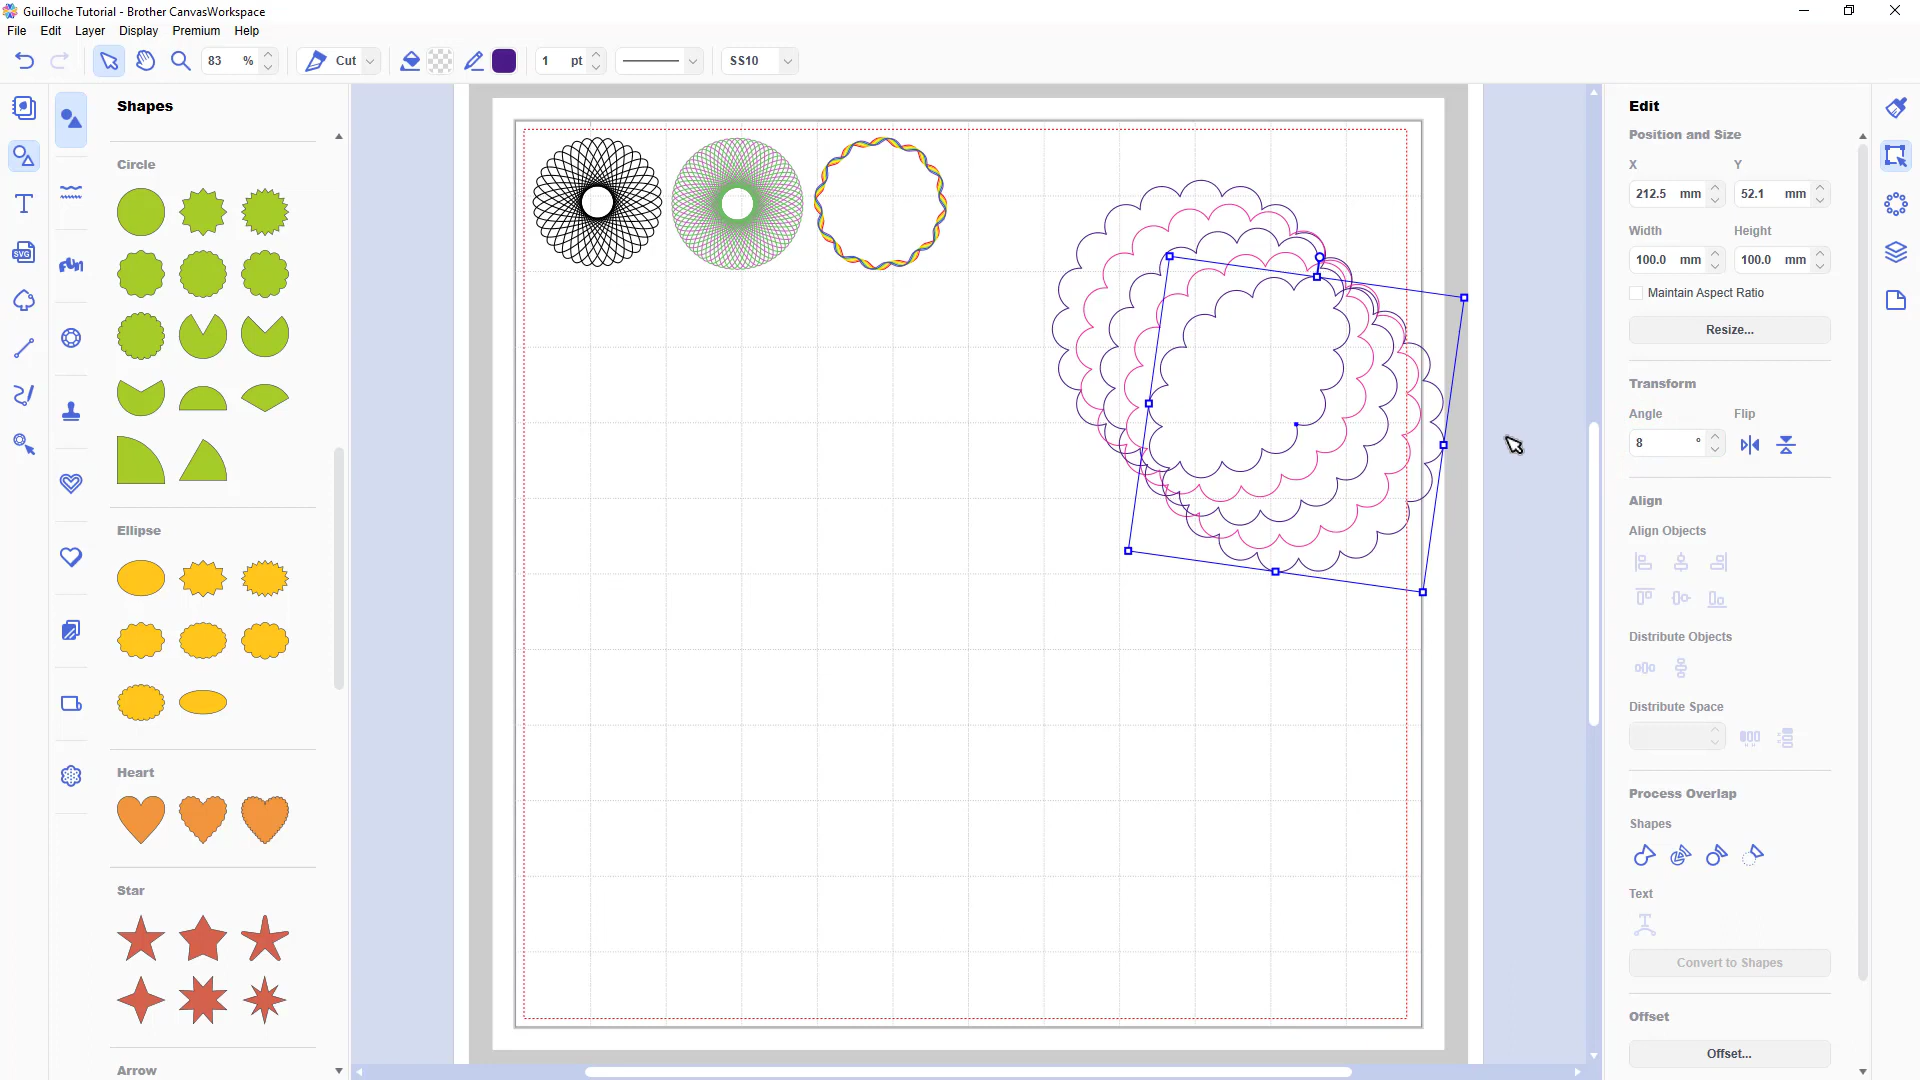 Guilloche Tutorial - Brother CanvasWorkspace
File Edit Layer Display Premium Help
83 % Cut 1 pt SS10
Shapes
Circle
Ellipse
Heart
Star
Arrow
SVG
Fun
Edit
Position and Size
X Y
212.5 mm 52.1 mm
Width Height
100.0 mm 100.0 mm
Maintain Aspect Ratio
Resize...
Transform
Angle Flip
8 °
Align
Align Objects
Distribute Objects
Distribute Space
Process Overlap
Shapes
Text
Convert to Shapes
Offset
Offset...